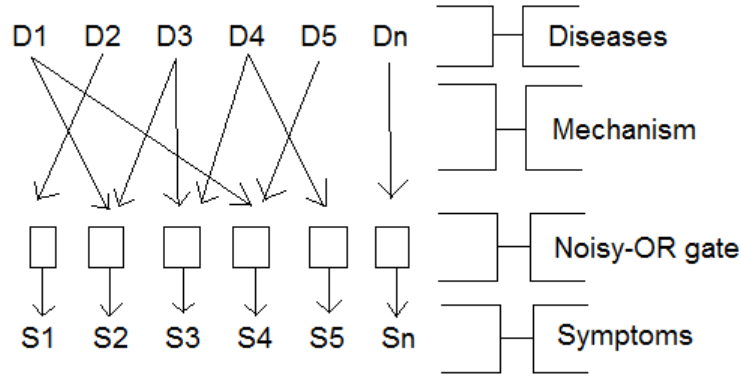 D1 D2 D3 D4 D5 Dn Diseases
Mechanism
Noisy-OR gate
S1 S2 S3 S4 S5 Sn Symptoms